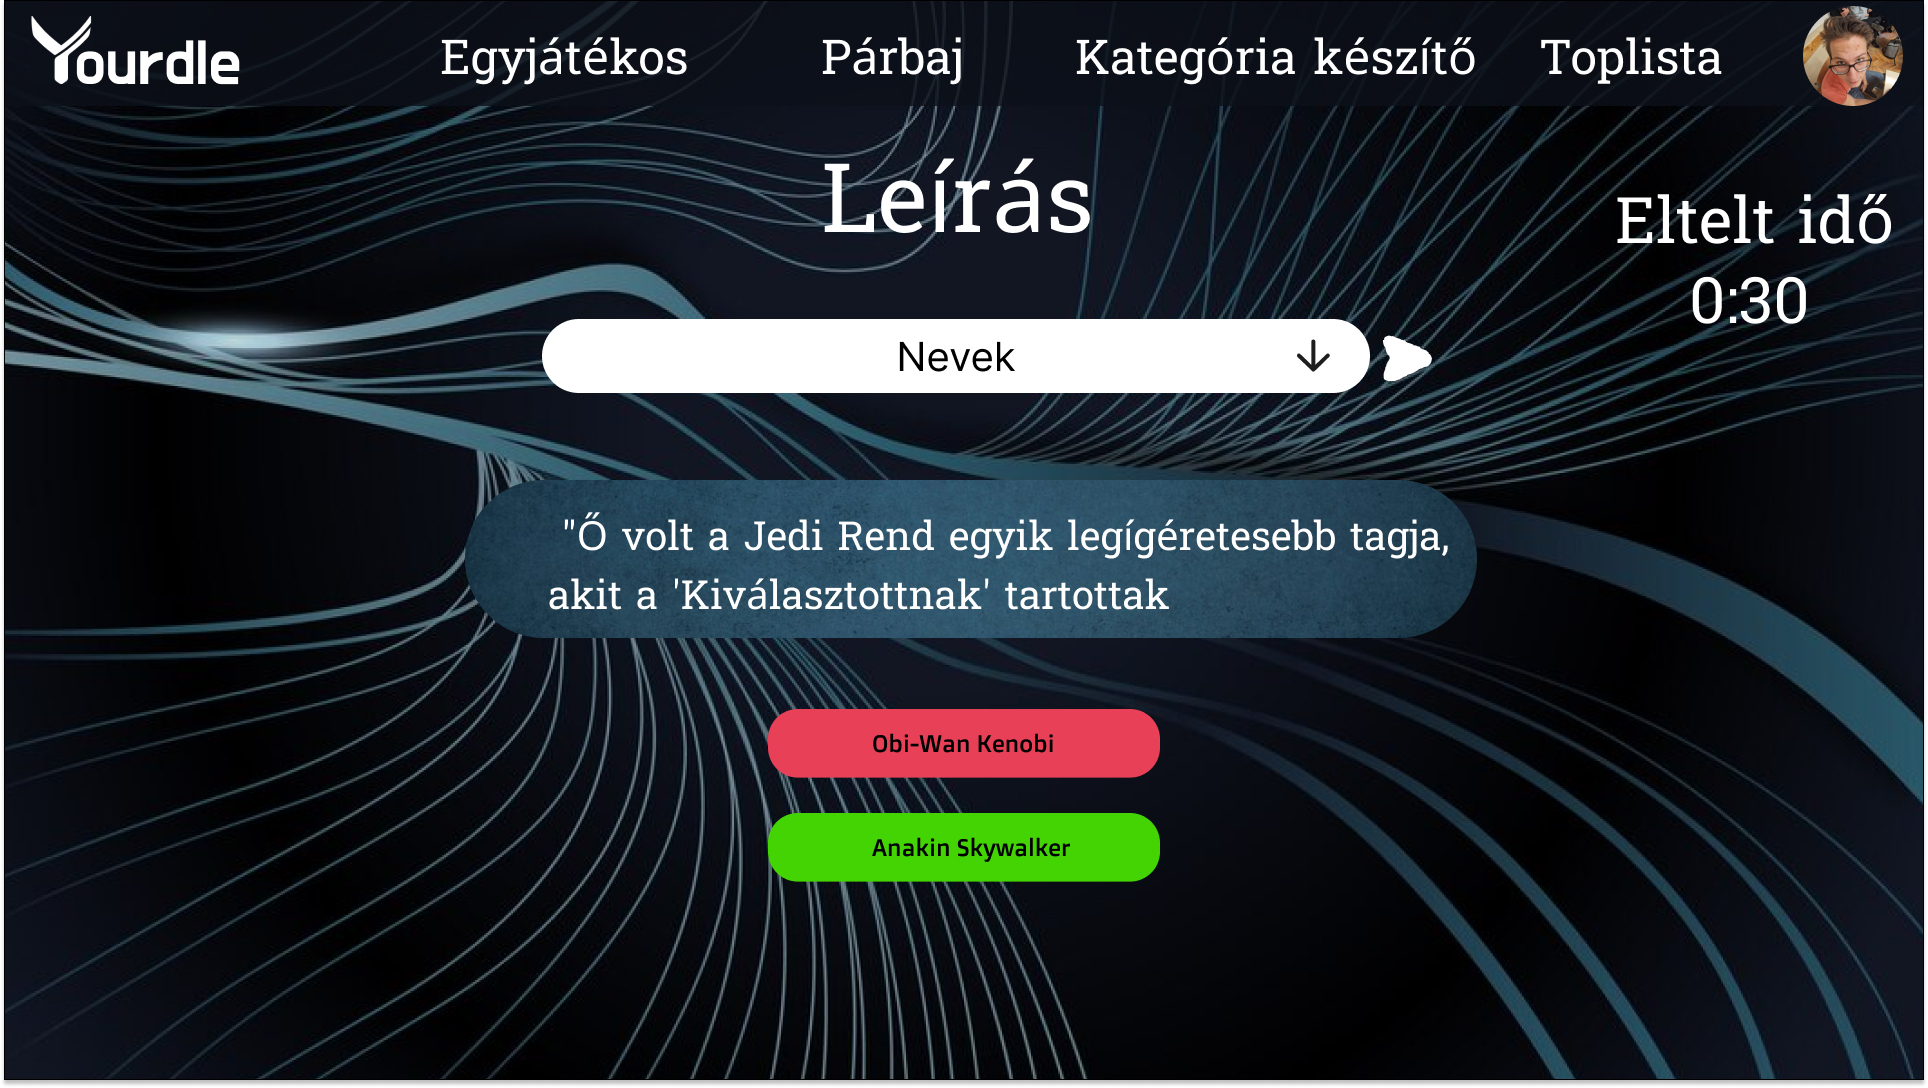 Yourdle
Egyjátékos Párbaj Kategória készítő Toplista
Leírás
Eltelt idő
0:30
Nevek
"Ő volt a Jedi Rend egyik legígéretesebb tagja,
akit a 'Kiválasztottnak' tartottak
Obi-Wan Kenobi
Anakin Skywalker